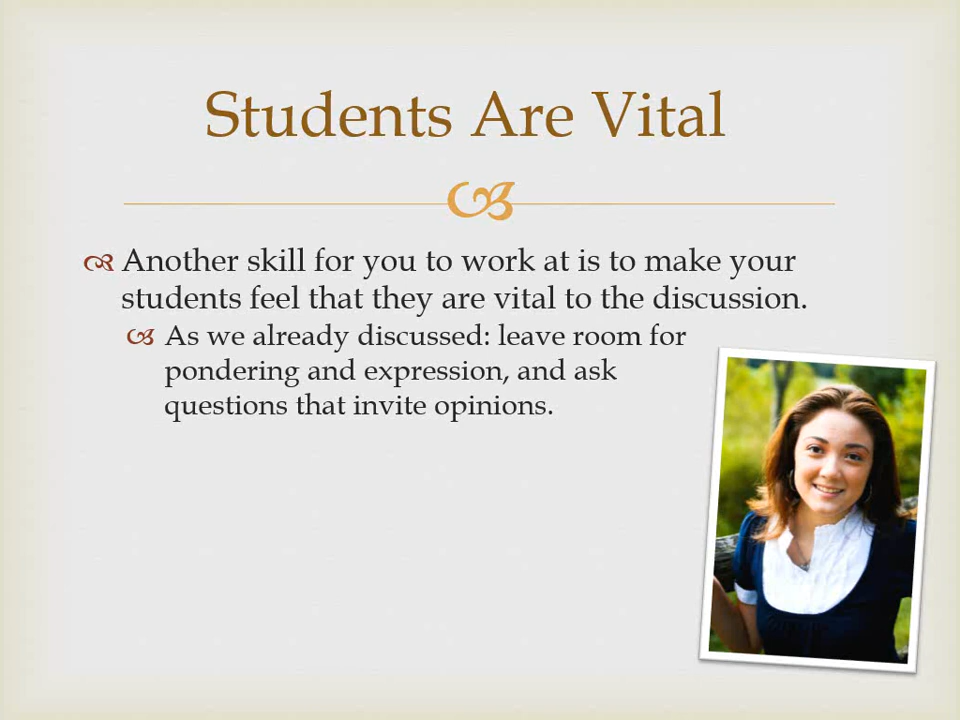 Students Are Vital
Another skill for you to work at is to make your
students feel that they are vital to the discussion.
As we already discussed: leave room for
pondering and expression, and ask
questions that invite opinions.